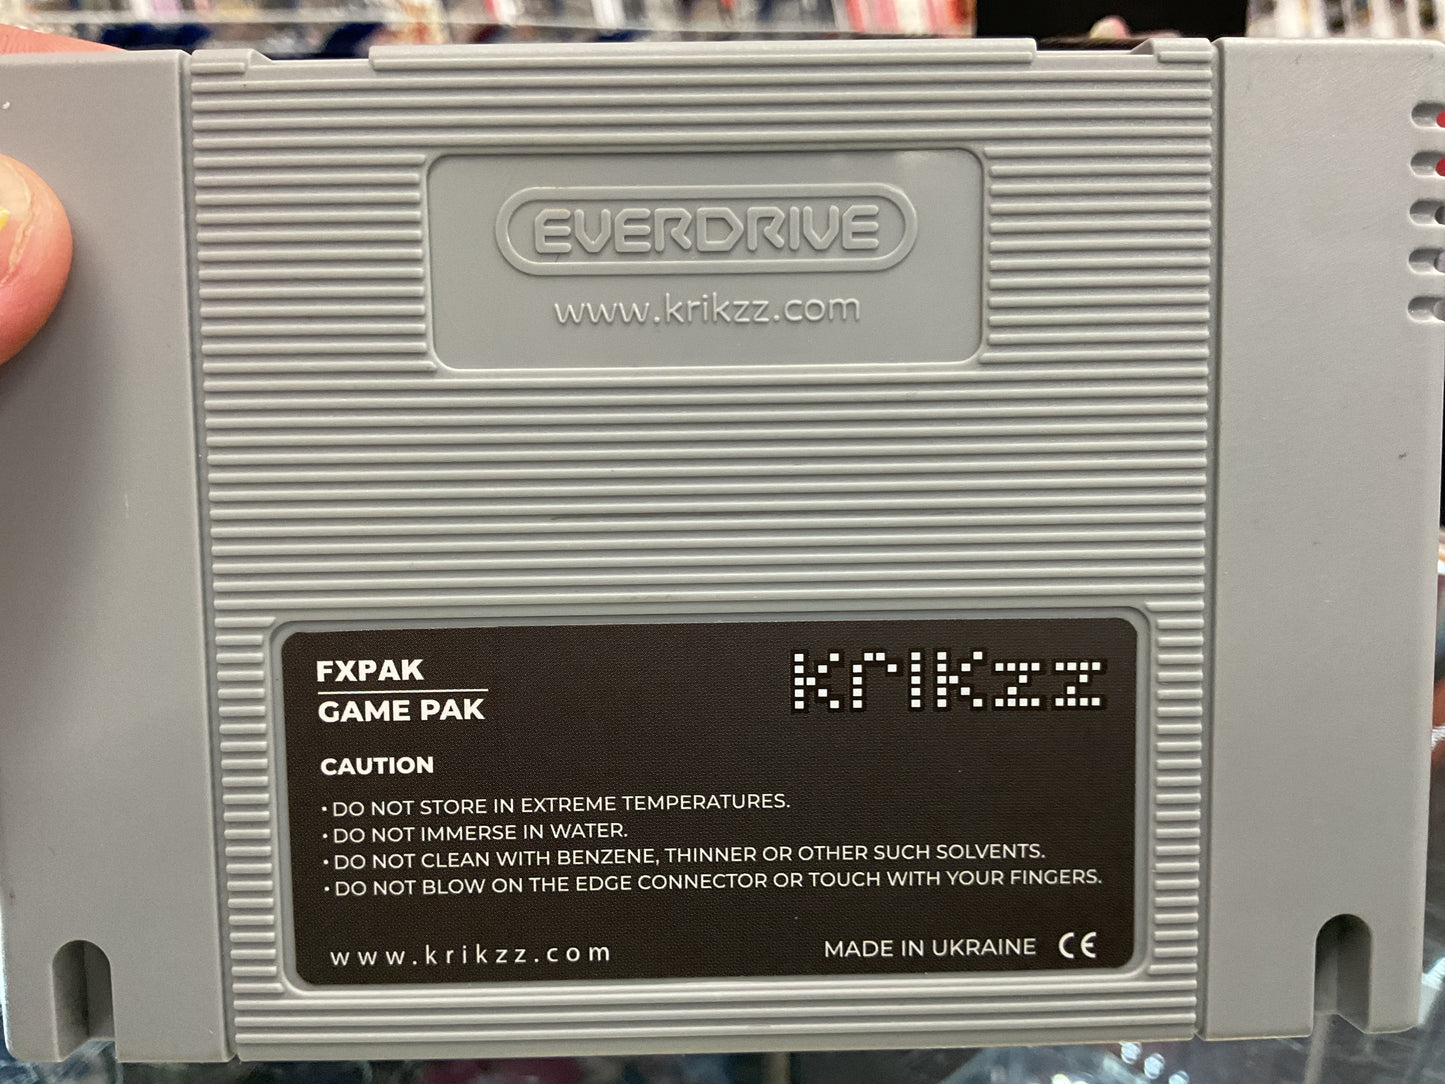 EVERDRIVE
www.krikzz.com
FXPAK
GAME PAK
krikzz
CAUTION
• DO NOT STORE IN EXTREME TEMPERATURES.
• DO NOT IMMERSE IN WATER.
• DO NOT CLEAN WITH BENZENE, THINNER OR OTHER SUCH SOLVENTS.
• DO NOT BLOW ON THE EDGE CONNECTOR OR TOUCH WITH YOUR FINGERS.
www.krikzz.com
MADE IN UKRAINE CE